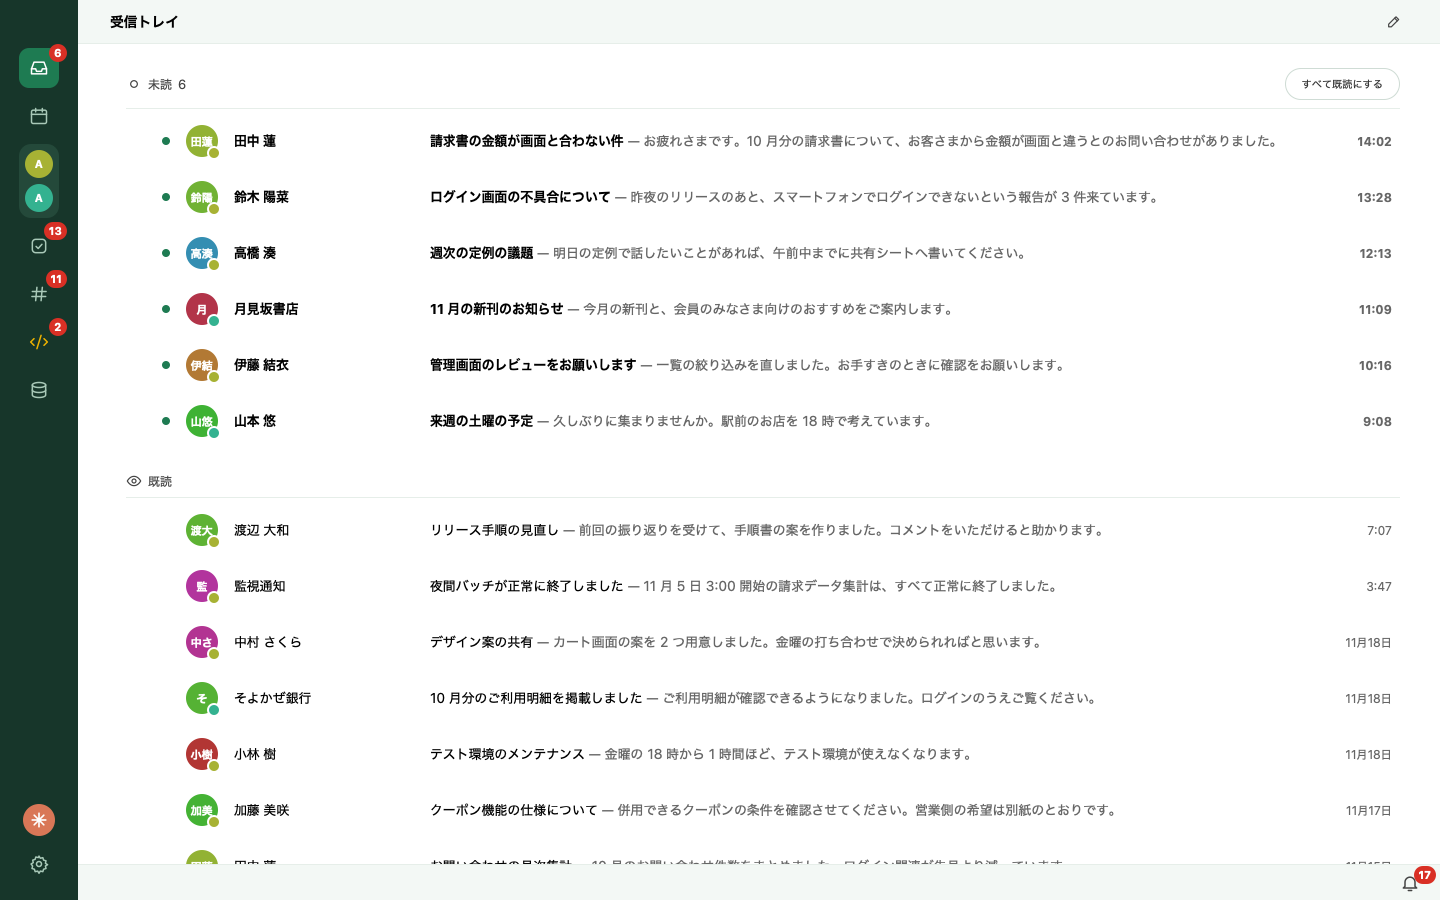 受信トレイ
6
A
A
13
11
2
未読 6
すべて既読にする
田蓮 田中 蓮 請求書の金額が画面と合わない件 — お疲れさまです。10 月分の請求書について、お客さまから金額が画面と違うとのお問い合わせがありました。 14:02
鈴陽 鈴木 陽菜 ログイン画面の不具合について — 昨夜のリリースのあと、スマートフォンでログインできないという報告が 3 件来ています。 13:28
高湊 高橋 湊 週次の定例の議題 — 明日の定例で話したいことがあれば、午前中までに共有シートへ書いてください。 12:13
月 月見坂書店 11 月の新刊のお知らせ — 今月の新刊と、会員のみなさま向けのおすすめをご案内します。 11:09
伊結 伊藤 結衣 管理画面のレビューをお願いします — 一覧の絞り込みを直しました。お手すきのときに確認をお願いします。 10:16
山悠 山本 悠 来週の土曜の予定 — 久しぶりに集まりませんか。駅前のお店を 18 時で考えています。 9:08
既読
渡大 渡辺 大和 リリース手順の見直し — 前回の振り返りを受けて、手順書の案を作りました。コメントをいただけると助かります。 7:07
監 監視通知 夜間バッチが正常に終了しました — 11 月 5 日 3:00 開始の請求データ集計は、すべて正常に終了しました。 3:47
中さ 中村 さくら デザイン案の共有 — カート画面の案を 2 つ用意しました。金曜の打ち合わせで決められればと思います。 11月18日
そ そよかぜ銀行 10 月分のご利用明細を掲載しました — ご利用明細が確認できるようになりました。ログインのうえご覧ください。 11月18日
小樹 小林 樹 テスト環境のメンテナンス — 金曜の 18 時から 1 時間ほど、テスト環境が使えなくなります。 11月18日
加美 加藤 美咲 クーポン機能の仕様について — 併用できるクーポンの条件を確認させてください。営業側の希望は別紙のとおりです。 11月17日
17